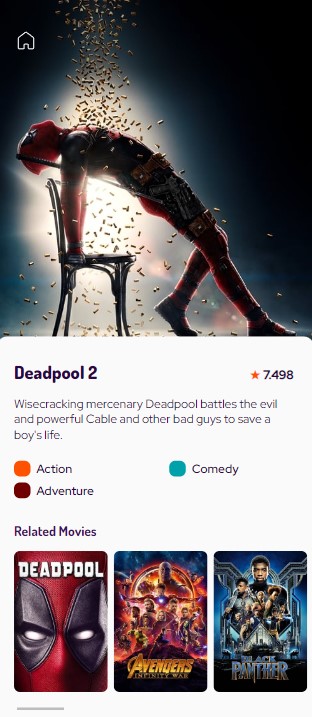 Deadpool 2
★ 7.498
Wisecracking mercenary Deadpool battles the evil
and powerful Cable and other bad guys to save a
boy's life.
Action
Comedy
Adventure
Related Movies
DEADPOOL
AVENGERS
INFINITY WAR
BLACK
PANTHER